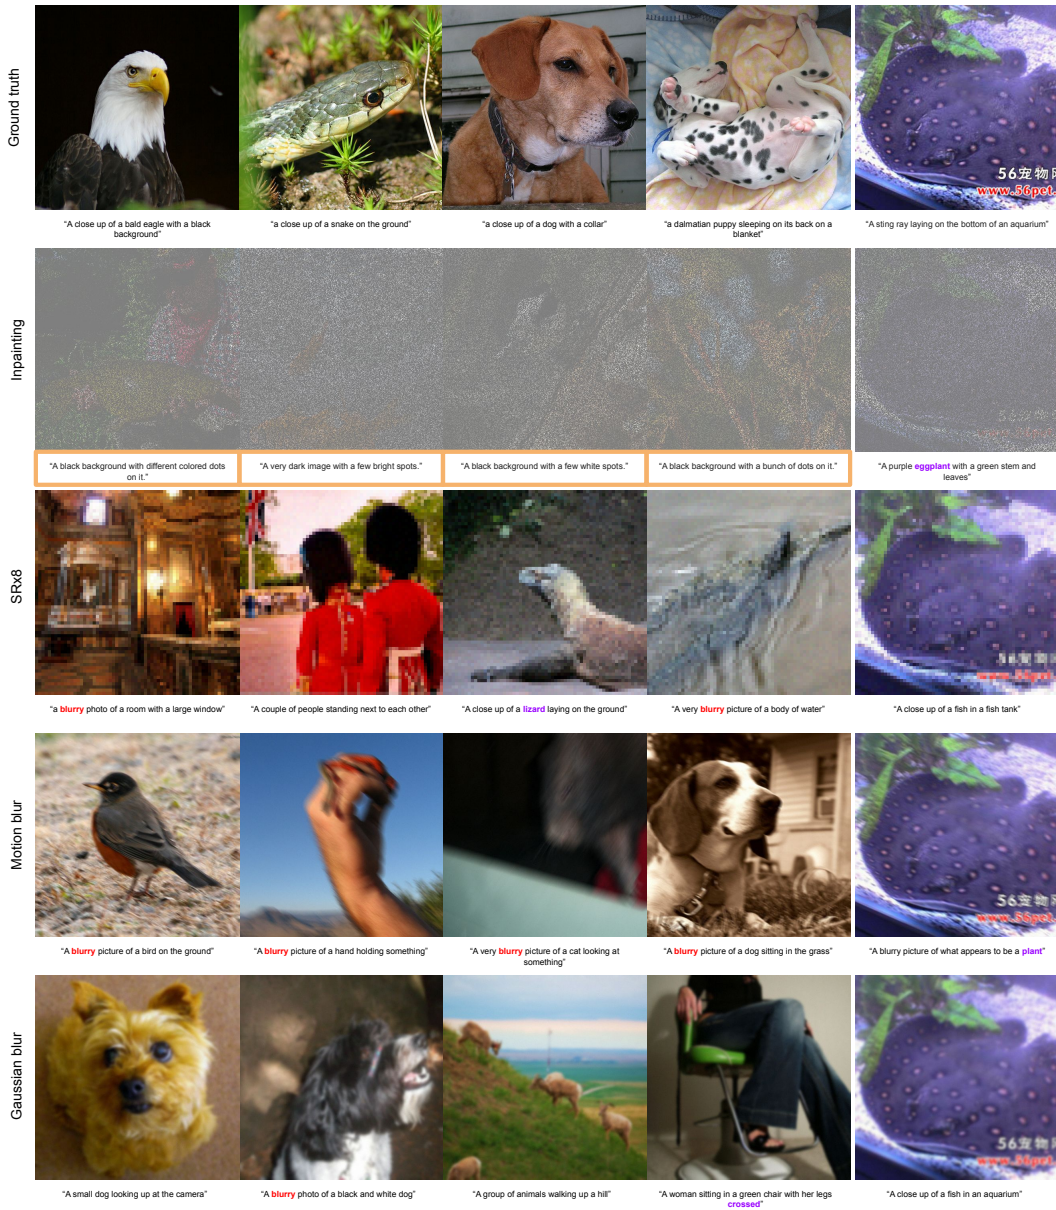 Ground truth
56宠物
www.56pet.
“A close up of a bald eagle with a black
background”
“a close up of a snake on the ground”
“a close up of a dog with a collar”
“a dalmatian puppy sleeping on its back on a
blanket”
“A sting ray laying on the bottom of an aquarium”
Inpainting
“A black background with different colored dots
on it.”
“A very dark image with a few bright spots.”
“A black background with a few white spots.”
“A black background with a bunch of dots on it.”
“A purple eggplant with a green stem and
leaves”
SRx8
“a blurry photo of a room with a large window”
“A couple of people standing next to each other”
“A close up of a lizard laying on the ground”
“A very blurry picture of a body of water”
“A close up of a fish in a fish tank”
Motion blur
56宠物
www.56pet.
“A blurry picture of a bird on the ground”
“A blurry picture of a hand holding something”
“A very blurry picture of a cat looking at
something”
“A blurry picture of a dog sitting in the grass”
“A blurry picture of what appears to be a plant”
Gaussian blur
56宠物
www.56pet.
“A small dog looking up at the camera”
“A blurry photo of a black and white dog”
“A group of animals walking up a hill”
“A woman sitting in a green chair with her legs
crossed”
“A close up of a fish in an aquarium”